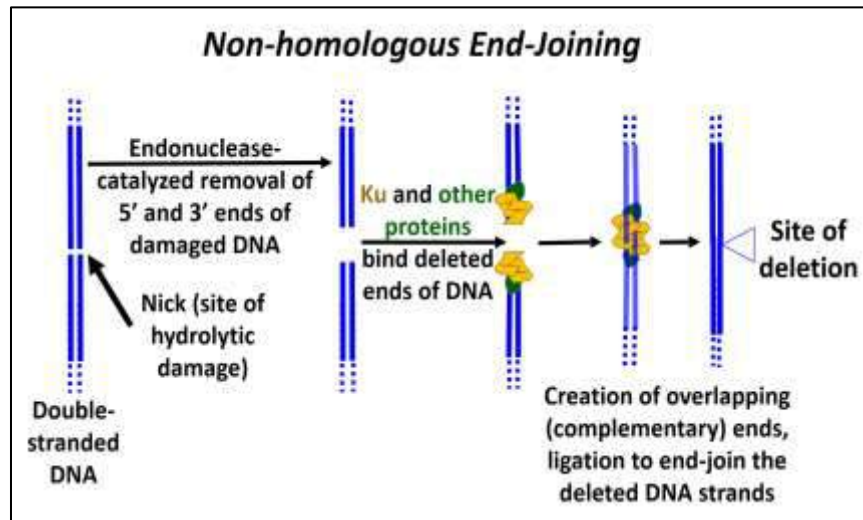 Non-homologous End-Joining
Endonuclease-
catalyzed removal of
5’ and 3’ ends of
damaged DNA
Nick (site of
hydrolytic
damage)
Double-
stranded
DNA
Ku and other
proteins
bind deleted
ends of DNA
Creation of overlapping
(complementary) ends,
ligation to end-join the
deleted DNA strands
Site of
deletion